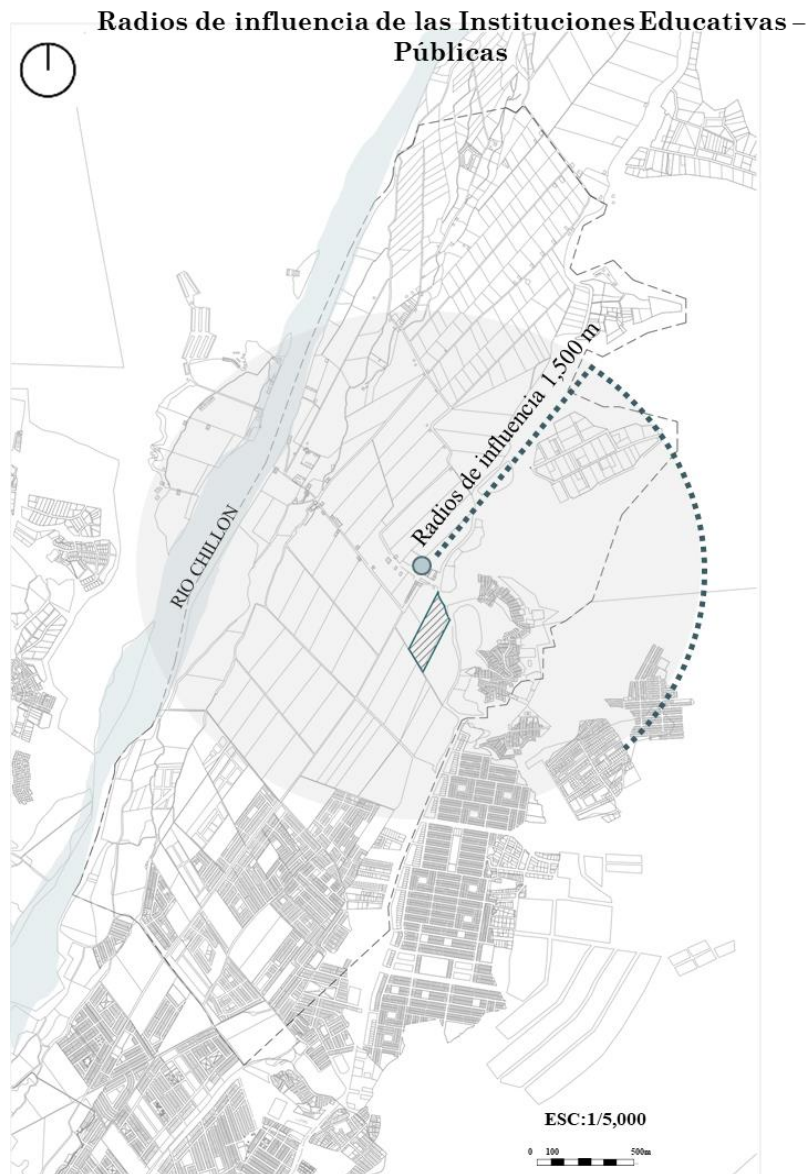 Radios de influencia de las Instituciones Educativas –
Públicas
Radios de influencia 1,500 m
RIO CHILLON
ESC:1/5,000
0 100 500m